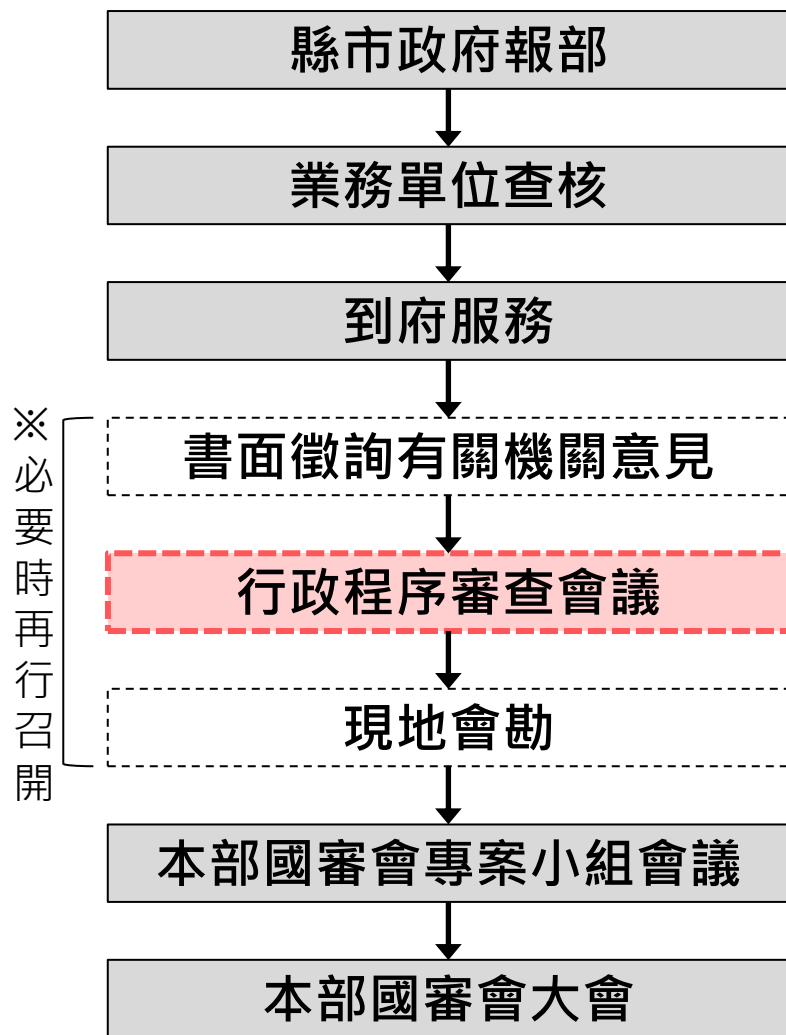 縣市政府報部
業務單位查核
到府服務
※必要時再行召開
書面徵詢有關機關意見
行政程序審查會議
現地會勘
本部國審會專案小組會議
本部國審會大會